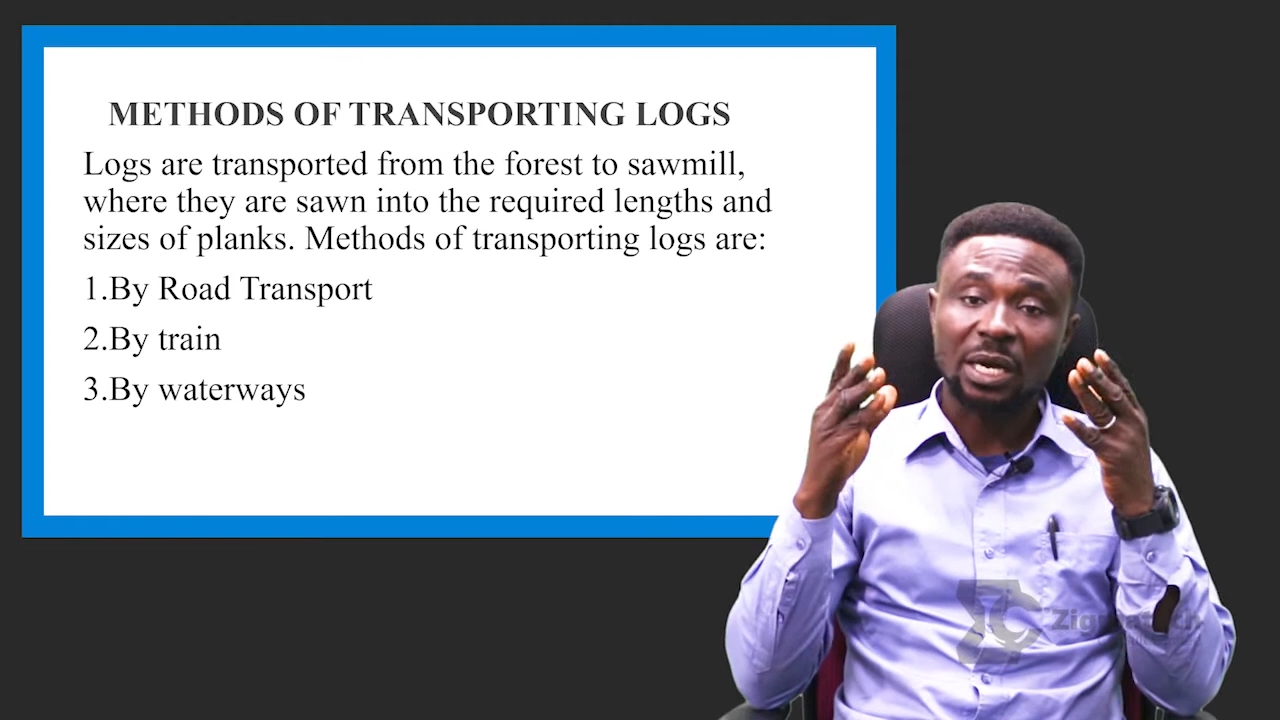 METHODS OF TRANSPORTING LOGS
Logs are transported from the forest to sawmill,
where they are sawn into the required lengths and
sizes of planks. Methods of transporting logs are:
1.By Road Transport
2.By train
3.By waterways